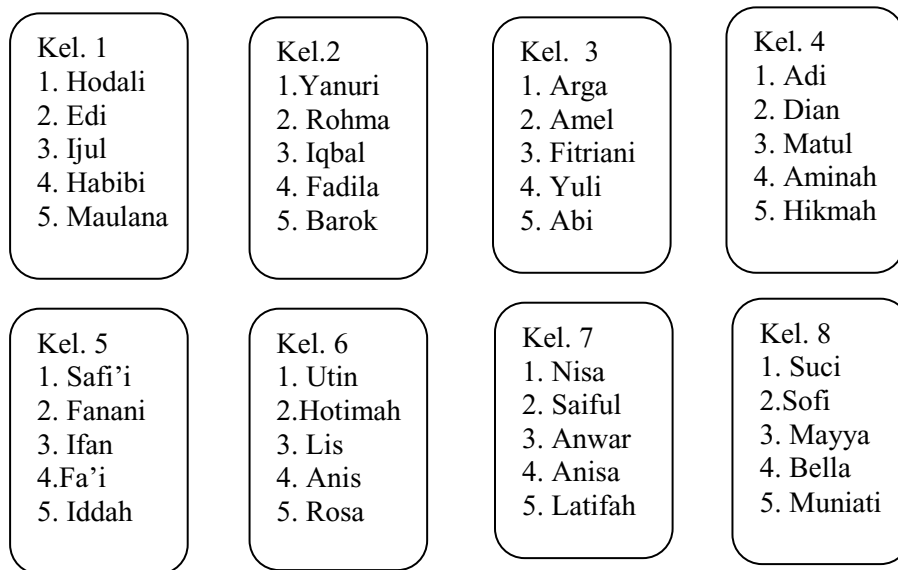 Kel. 1
1. Hodali
2. Edi
3. Ijul
4. Habibi
5. Maulana
Kel.2
1.Yanuri
2. Rohma
3. Iqbal
4. Fadila
5. Barok
Kel. 3
1. Arga
2. Amel
3. Fitriani
4. Yuli
5. Abi
Kel. 4
1. Adi
2. Dian
3. Matul
4. Aminah
5. Hikmah
Kel. 5
1. Safi’i
2. Fanani
3. Ifan
4.Fa’i
5. Iddah
Kel. 6
1. Utin
2.Hotimah
3. Lis
4. Anis
5. Rosa
Kel. 7
1. Nisa
2. Saiful
3. Anwar
4. Anisa
5. Latifah
Kel. 8
1. Suci
2.Sofi
3. Mayya
4. Bella
5. Muniati